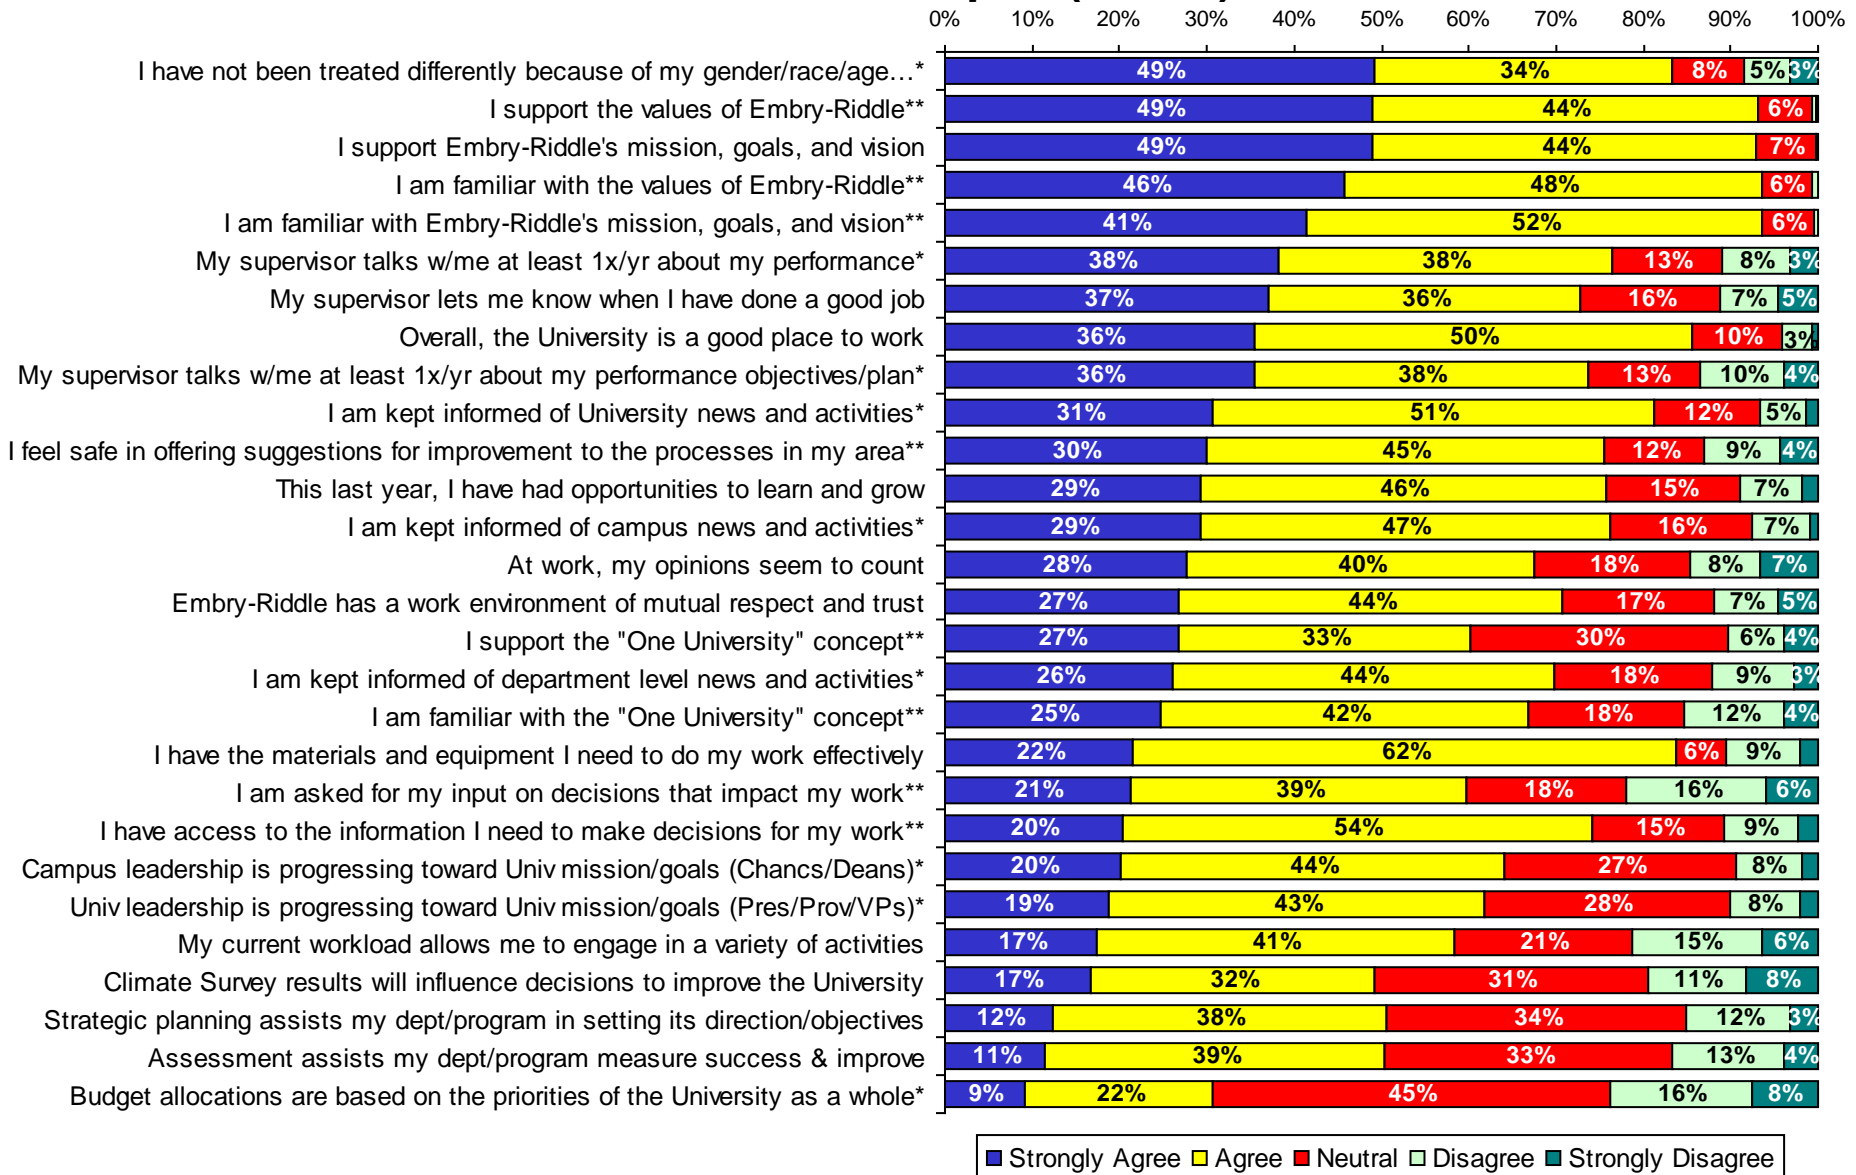 0% 10% 20% 30% 40% 50% 60% 70% 80% 90% 100%
I have not been treated differently because of my gender/race/age…* 49% 34% 8% 5% 3%
I support the values of Embry-Riddle** 49% 44% 6%
I support Embry-Riddle's mission, goals, and vision 49% 44% 7%
I am familiar with the values of Embry-Riddle** 46% 48% 6%
I am familiar with Embry-Riddle's mission, goals, and vision** 41% 52% 6%
My supervisor talks w/me at least 1x/yr about my performance* 38% 38% 13% 8% 3%
My supervisor lets me know when I have done a good job 37% 36% 16% 7% 5%
Overall, the University is a good place to work 36% 50% 10% 3%
My supervisor talks w/me at least 1x/yr about my performance objectives/plan* 36% 38% 13% 10% 4%
I am kept informed of University news and activities* 31% 51% 12% 5%
I feel safe in offering suggestions for improvement to the processes in my area** 30% 45% 12% 9% 4%
This last year, I have had opportunities to learn and grow 29% 46% 15% 7%
I am kept informed of campus news and activities* 29% 47% 16% 7%
At work, my opinions seem to count 28% 40% 18% 8% 7%
Embry-Riddle has a work environment of mutual respect and trust 27% 44% 17% 7% 5%
I support the "One University" concept** 27% 33% 30% 6% 4%
I am kept informed of department level news and activities* 26% 44% 18% 9% 3%
I am familiar with the "One University" concept** 25% 42% 18% 12% 4%
I have the materials and equipment I need to do my work effectively 22% 62% 6% 9%
I am asked for my input on decisions that impact my work** 21% 39% 18% 16% 6%
I have access to the information I need to make decisions for my work** 20% 54% 15% 9%
Campus leadership is progressing toward Univ mission/goals (Chancs/Deans)* 20% 44% 27% 8%
Univ leadership is progressing toward Univ mission/goals (Pres/Prov/VPs)* 19% 43% 28% 8%
My current workload allows me to engage in a variety of activities 17% 41% 21% 15% 6%
Climate Survey results will influence decisions to improve the University 17% 32% 31% 11% 8%
Strategic planning assists my dept/program in setting its direction/objectives 12% 38% 34% 12% 3%
Assessment assists my dept/program measure success & improve 11% 39% 33% 13% 4%
Budget allocations are based on the priorities of the University as a whole* 9% 22% 45% 16% 8%
Strongly Agree Agree Neutral Disagree Strongly Disagree